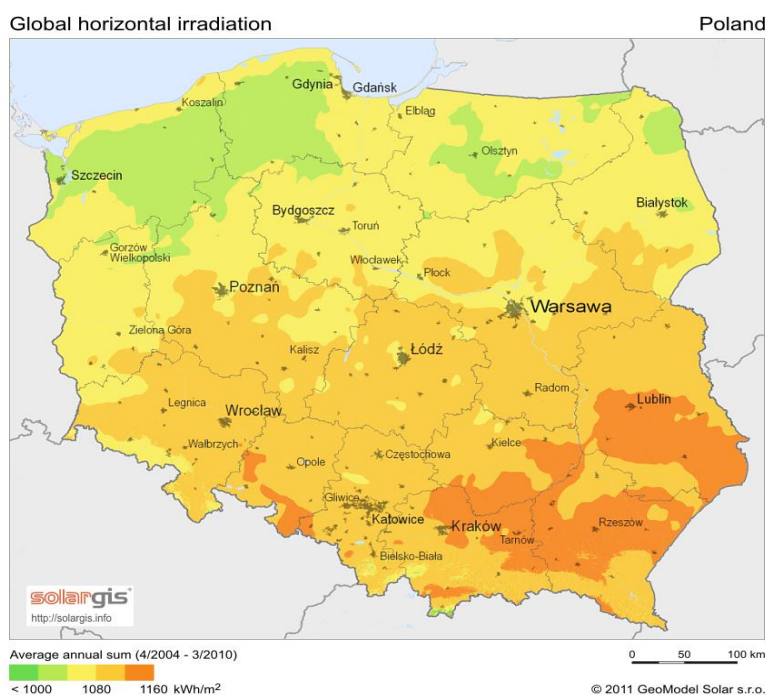 Global horizontal irradiation
Poland
Gdynia
Gdańsk
Koszalin
Elbląg
Olsztyn
Szczecin
Białystok
Bydgoszcz
Toruń
Gorzów
Wielkopolski
Włocławek
Płock
Poznań
Warsawa
Zielona Góra
Kalisz
Łódź
Radom
Legnica
Wrocław
Lublin
Wałbrzych
Kielce
Opole
Częstochowa
Gliwice
Katowice
Kraków
Rzeszów
Tarnów
Bielsko-Biała
solargis
http://solargis.info
Average annual sum (4/2004 - 3/2010)
0 50 100 km
< 1000 1080 1160 kWh/m²
© 2011 GeoModel Solar s.r.o.